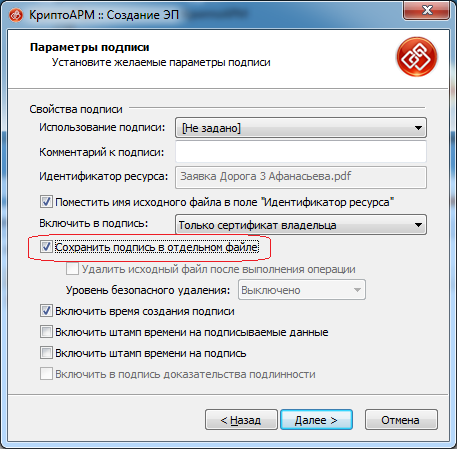 КриптоАРМ :: Создание ЭП
Параметры подписи
Установите желаемые параметры подписи
Свойства подписи
Использование подписи: [Не задано]
Комментарий к подписи:
Идентификатор ресурса: Заявка Дорога 3 Афанасьева.pdf
Поместить имя исходного файла в поле "Идентификатор ресурса"
Включить в подпись: Только сертификат владельца
Сохранить подпись в отдельном файле
Удалить исходный файл после выполнения операции
Уровень безопасного удаления: Выключено
Включить время создания подписи
Включить штамп времени на подписываемые данные
Включить штамп времени на подпись
Включить в подпись доказательства подлинности
< Назад Далее > Отмена